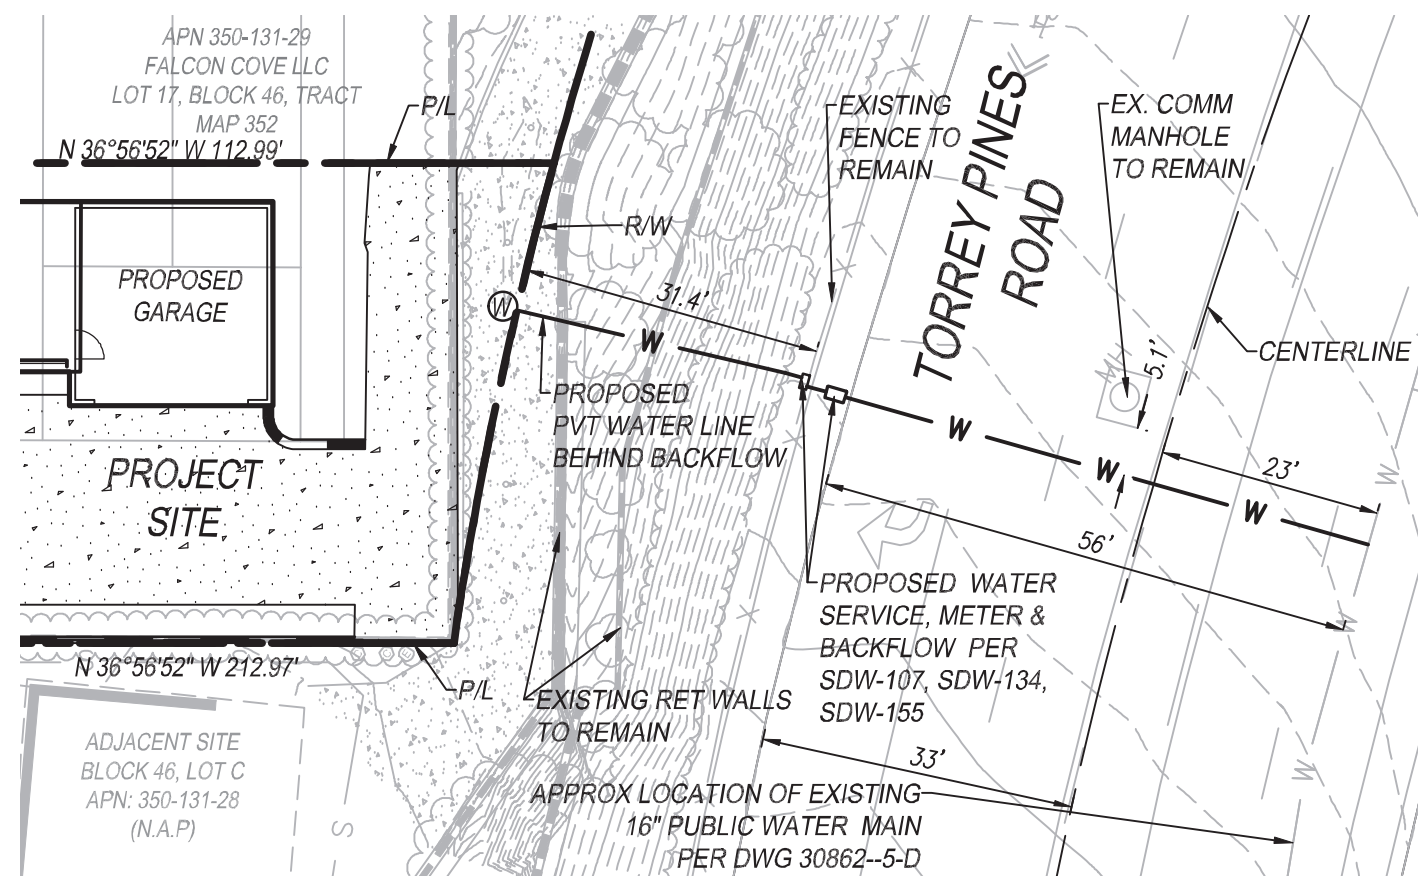 APN 350-131-29
FALCON COVE LLC
LOT 17, BLOCK 46, TRACT
MAP 352
N 36°56'52" W 112.99'
P/L
R/W
EXISTING
FENCE TO
REMAIN
TORREY PINES
ROAD
EX. COMM
MANHOLE
TO REMAIN
PROPOSED
GARAGE
W
31.4'
W
MH
5.1'
CENTERLINE
PROPOSED
PVT WATER LINE
BEHIND BACKFLOW
W
W
23'
W
W
56'
PROJECT
SITE
PROPOSED WATER
SERVICE, METER &
BACKFLOW PER
SDW-107, SDW-134,
SDW-155
W
N 36°56'52" W 212.97'
P/L
EXISTING RET WALLS
TO REMAIN
ADJACENT SITE
BLOCK 46, LOT C
APN: 350-131-28
(N.A.P)
S
33'
W
APPROX LOCATION OF EXISTING
16" PUBLIC WATER MAIN
PER DWG 30862--5-D